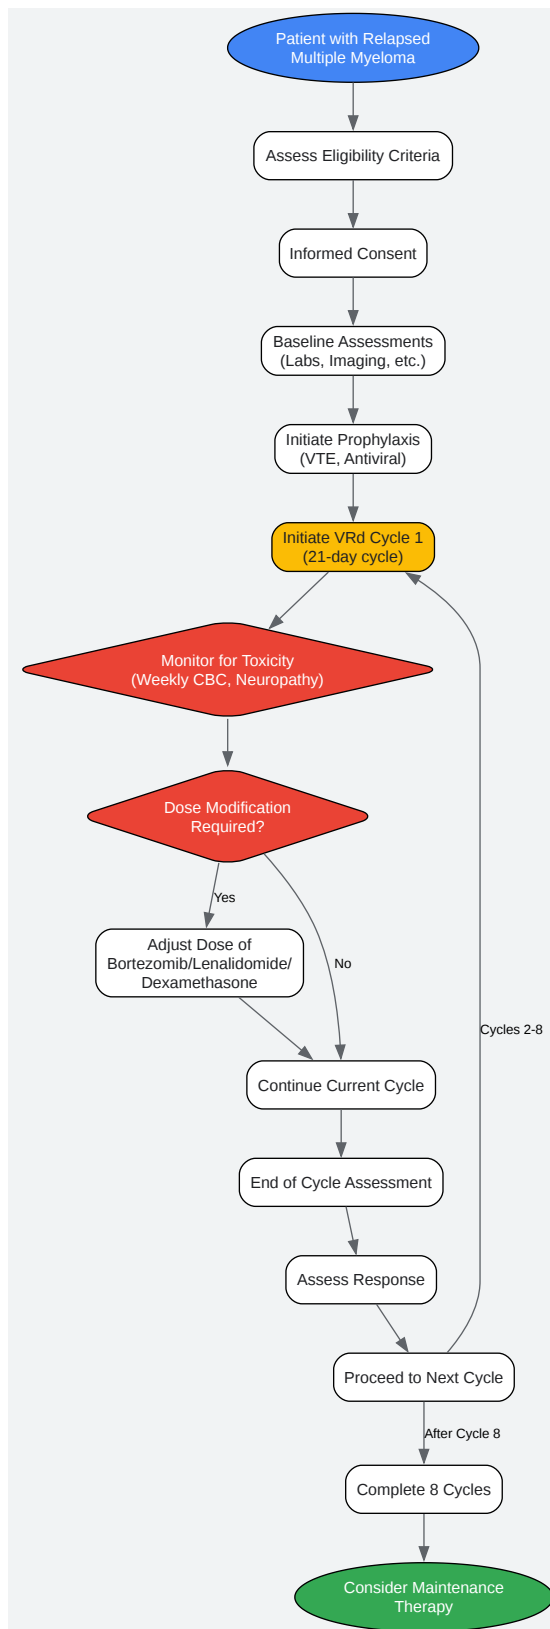 Patient with Relapsed
Multiple Myeloma
Assess Eligibility Criteria
Informed Consent
Baseline Assessments
(Labs, Imaging, etc.)
Initiate Prophylaxis
(VTE, Antiviral)
Initiate VRd Cycle 1
(21-day cycle)
Monitor for Toxicity
(Weekly CBC, Neuropathy)
Dose Modification
Required?
Yes
Adjust Dose of
Bortezomib/Lenalidomide/
Dexamethasone
No
Cycles 2-8
Continue Current Cycle
End of Cycle Assessment
Assess Response
Proceed to Next Cycle
After Cycle 8
Complete 8 Cycles
Consider Maintenance
Therapy